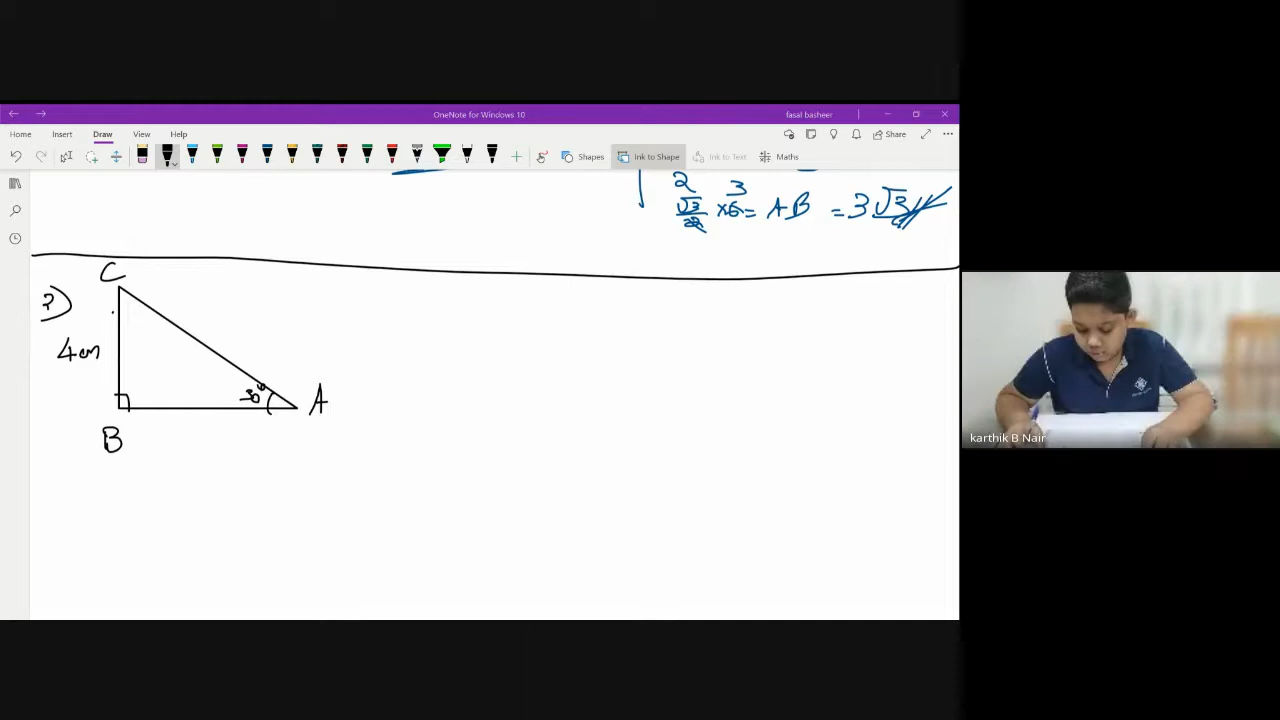 OneNote for Windows 10
fasal basheer
Home Insert Draw View Help
Share
Shapes Ink to Shape Ink to Text Maths
2
√3/2 × 6 = AB = 3√3
3
C
2)
4cm
30°
A
B
karthik B Nair